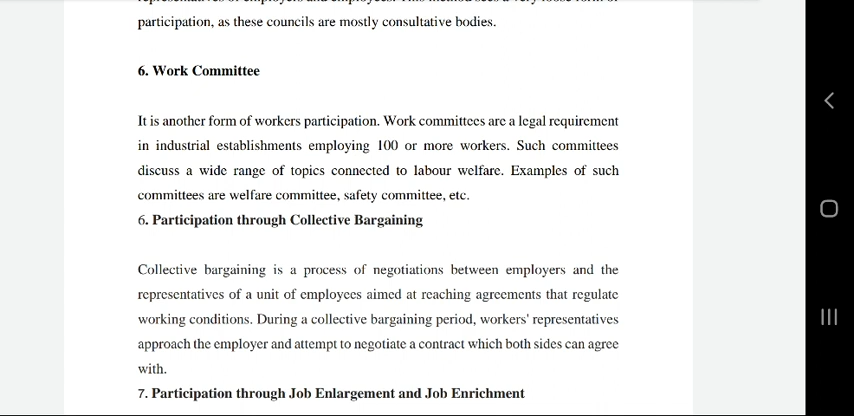 participation, as these councils are mostly consultative bodies.
6. Work Committee
It is another form of workers participation. Work committees are a legal requirement
in industrial establishments employing 100 or more workers. Such committees
discuss a wide range of topics connected to labour welfare. Examples of such
committees are welfare committee, safety committee, etc.
6. Participation through Collective Bargaining
Collective bargaining is a process of negotiations between employers and the
representatives of a unit of employees aimed at reaching agreements that regulate
working conditions. During a collective bargaining period, workers' representatives
approach the employer and attempt to negotiate a contract which both sides can agree
with.
7. Participation through Job Enlargement and Job Enrichment